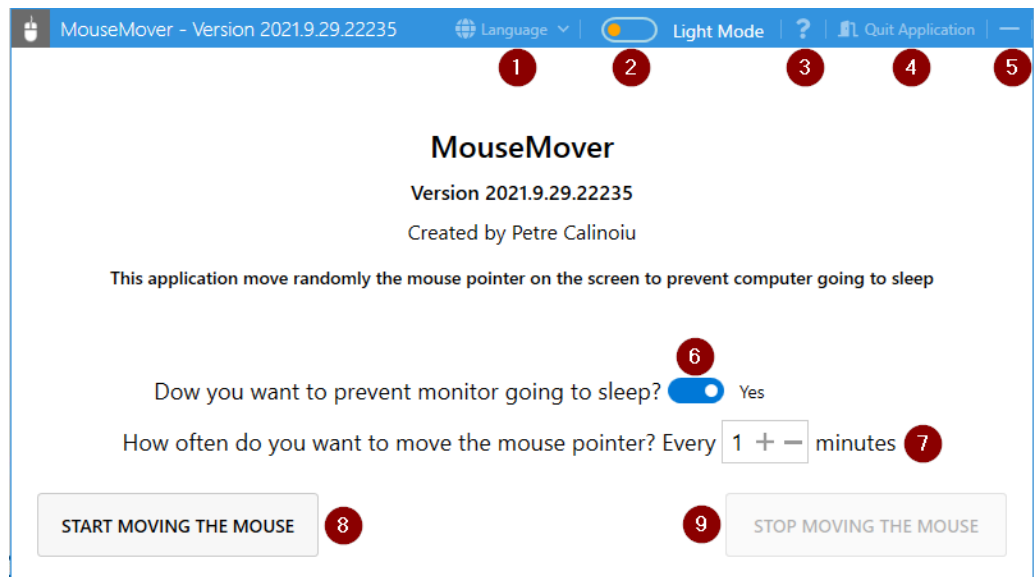 MouseMover - Version 2021.9.29.22235 Language Light Mode ? Quit Application
1 2 3 4 5
MouseMover
Version 2021.9.29.22235
Created by Petre Calinoiu
This application move randomly the mouse pointer on the screen to prevent computer going to sleep
6
Dow you want to prevent monitor going to sleep? Yes
How often do you want to move the mouse pointer? Every 1 + − minutes 7
START MOVING THE MOUSE 8 9 STOP MOVING THE MOUSE